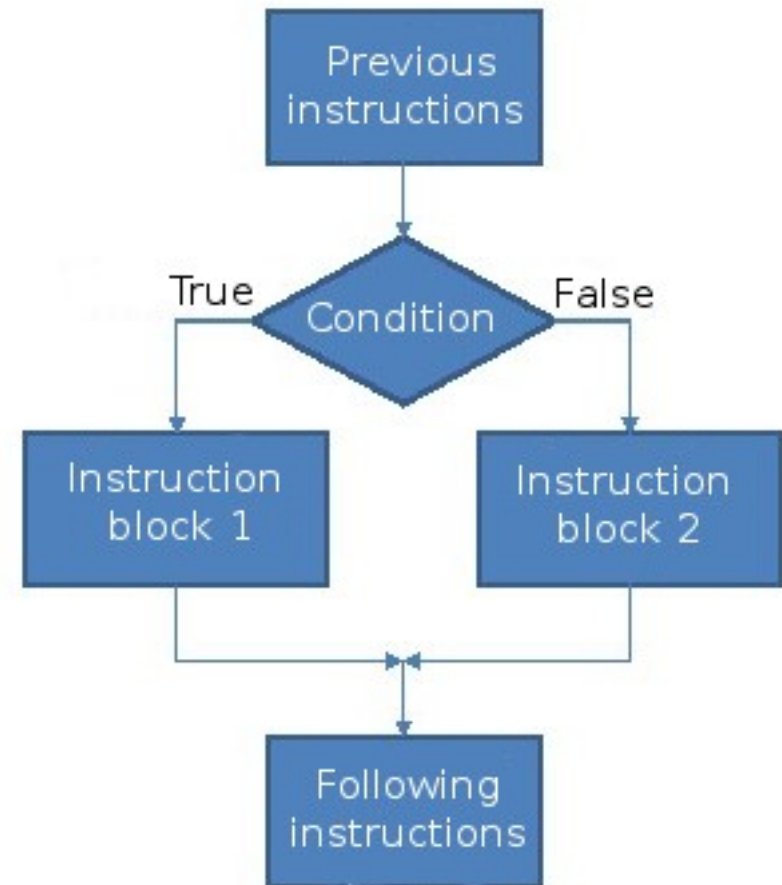 Previous
instructions
True
False
Condition
Instruction
block 1
Instruction
block 2
Following
instructions